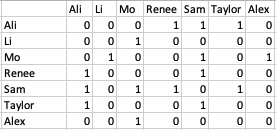 Ali Li Mo Renee Sam Taylor Alex
Ali 0 0 0 1 1 1 0
Li 0 0 1 0 0 0 0
Mo 0 1 0 0 1 0 1
Renee 1 0 0 0 1 0 0
Sam 1 0 1 1 0 1 0
Taylor 1 0 0 0 1 0 0
Alex 0 0 1 0 0 0 0